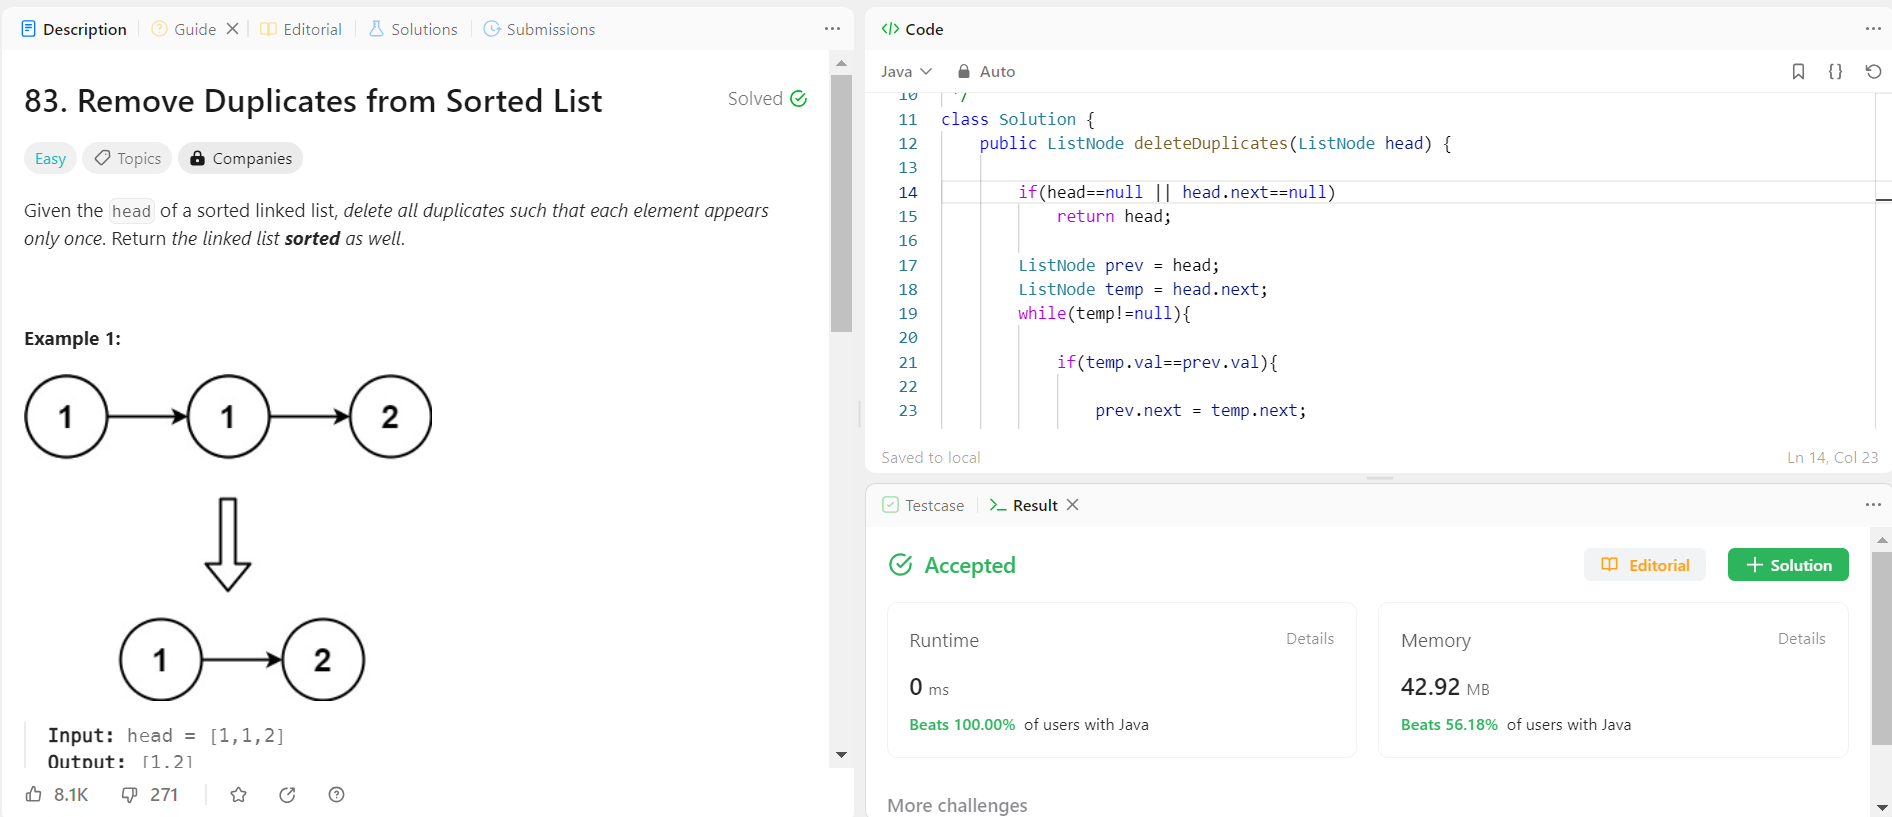 Description
Guide
Editorial
Solutions
Submissions
83. Remove Duplicates from Sorted List
Solved
Easy
Topics
Companies
Given the head of a sorted linked list, delete all duplicates such that each element appears
only once. Return the linked list sorted as well.
Example 1:
1 1 2
1 2
Input: head = [1,1,2]
Output: [1,2]
8.1K
271
</> Code
Java
Auto
{}
10 */
11 class Solution {
12 public ListNode deleteDuplicates(ListNode head) {
13
14 if(head==null || head.next==null)
15 return head;
16
17 ListNode prev = head;
18 ListNode temp = head.next;
19 while(temp!=null){
20
21 if(temp.val==prev.val){
22
23 prev.next = temp.next;
Saved to local
Ln 14, Col 23
Testcase
Result
Accepted
Editorial
Solution
Runtime
Details
0 ms
Beats 100.00% of users with Java
Memory
Details
42.92 MB
Beats 56.18% of users with Java
More challenges